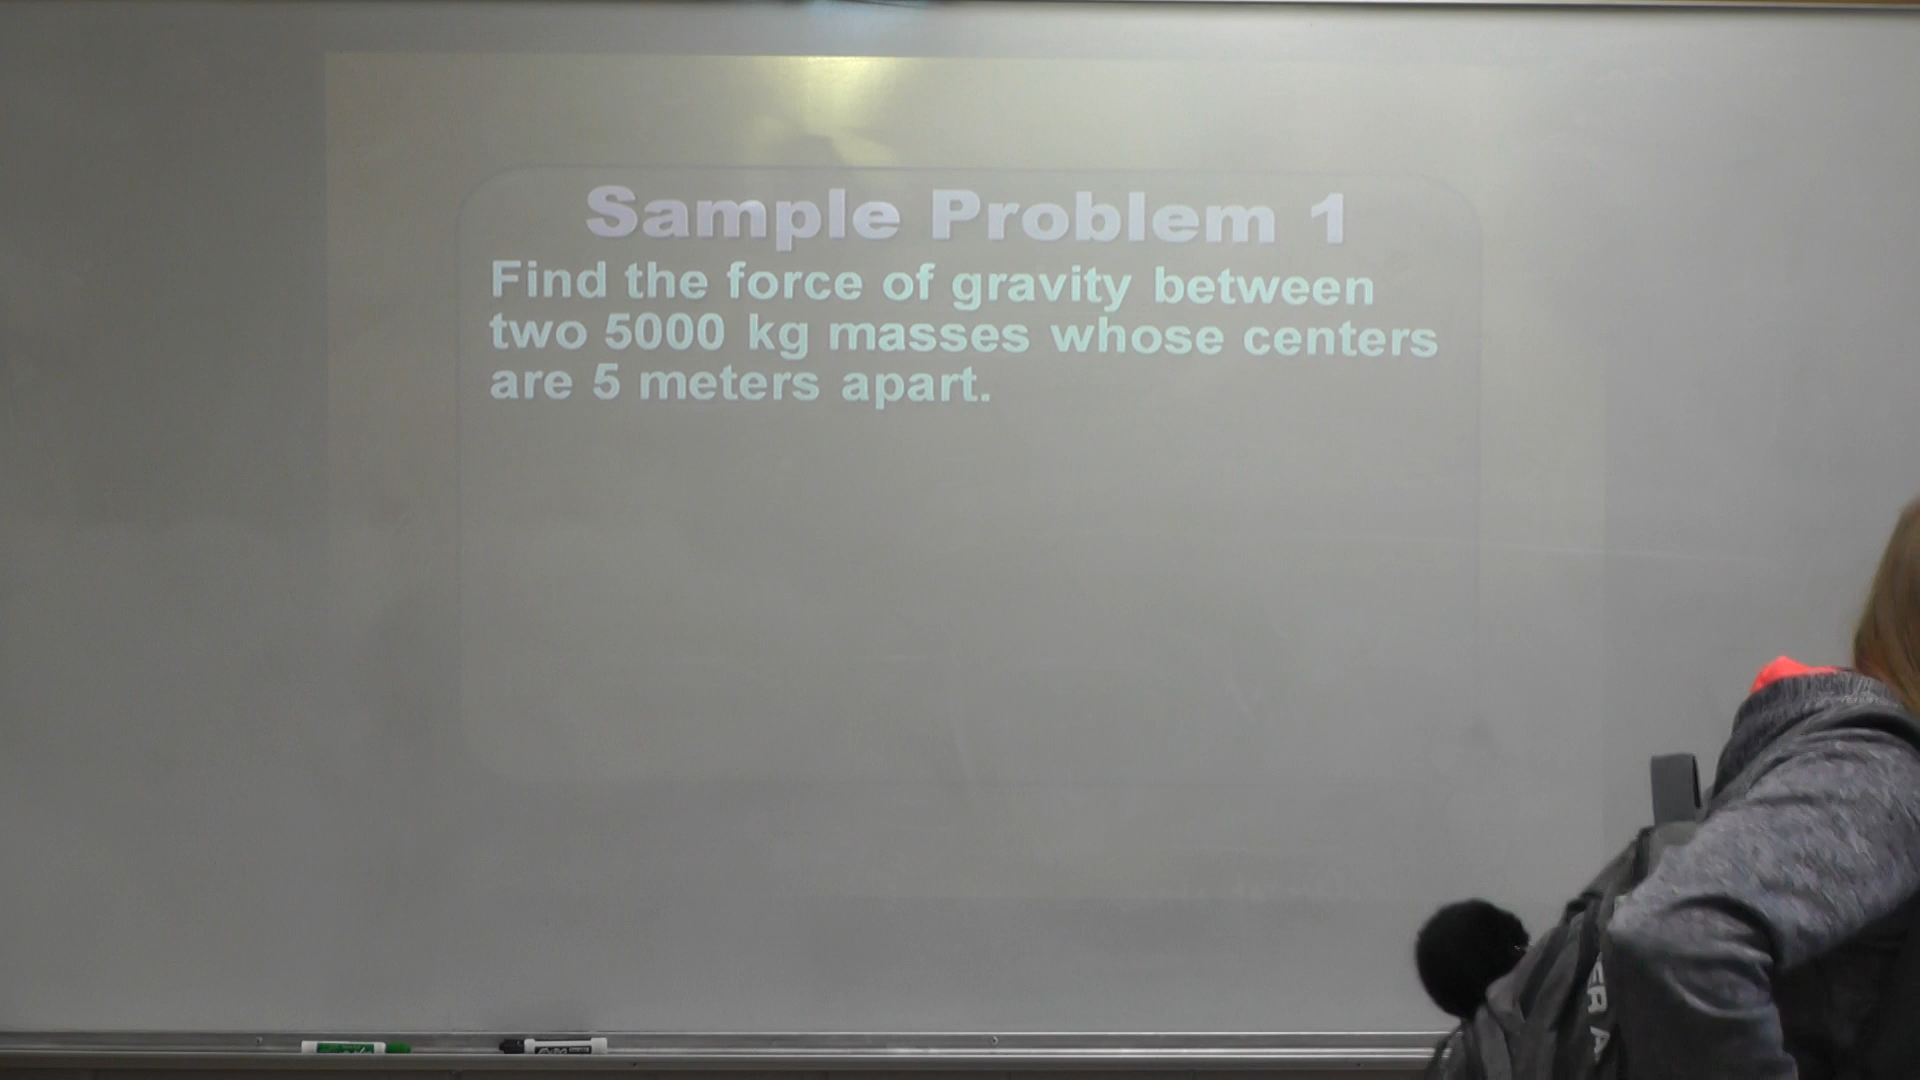 Sample Problem 1
Find the force of gravity between
two 5000 kg masses whose centers
are 5 meters apart.